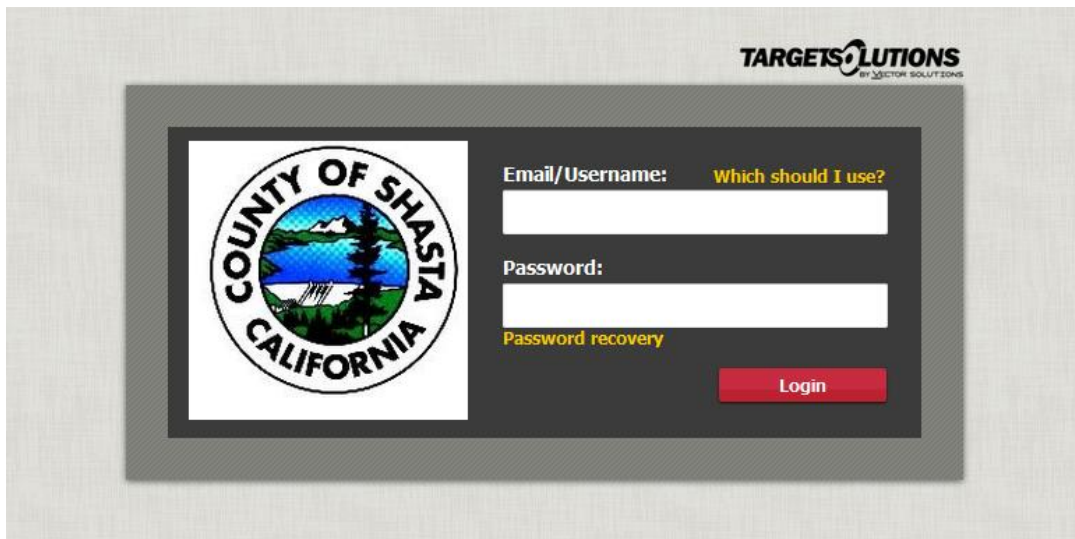 TARGETSOLUTIONS
BY VECTOR SOLUTIONS
COUNTY OF SHASTA
CALIFORNIA
Email/Username: Which should I use?
Password:
Password recovery
Login